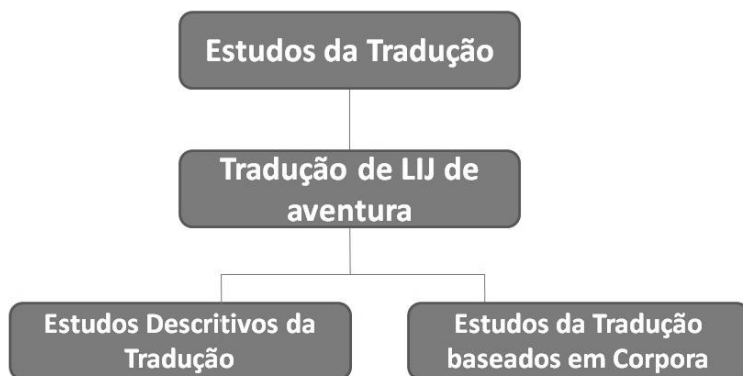 Estudos da Tradução
Tradução de LIJ de
aventura
Estudos Descritivos da
Tradução
Estudos da Tradução
baseados em Corpora